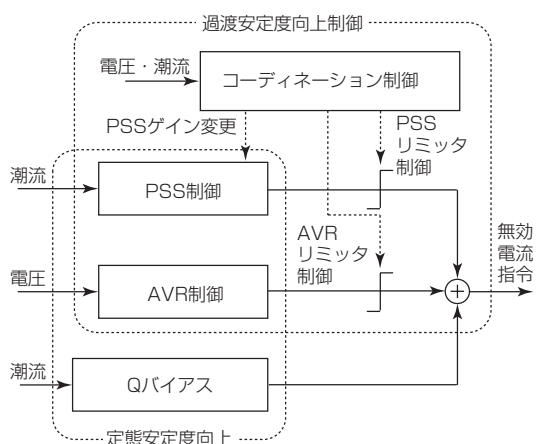 過渡安定度向上制御
電圧・潮流
コーディネーション制御
PSSゲイン変更
PSS
リミッタ
制御
潮流
PSS制御
AVR
リミッタ
制御
無効
電流
指令
電圧
AVR制御
潮流
Qバイアス
定態安定度向上